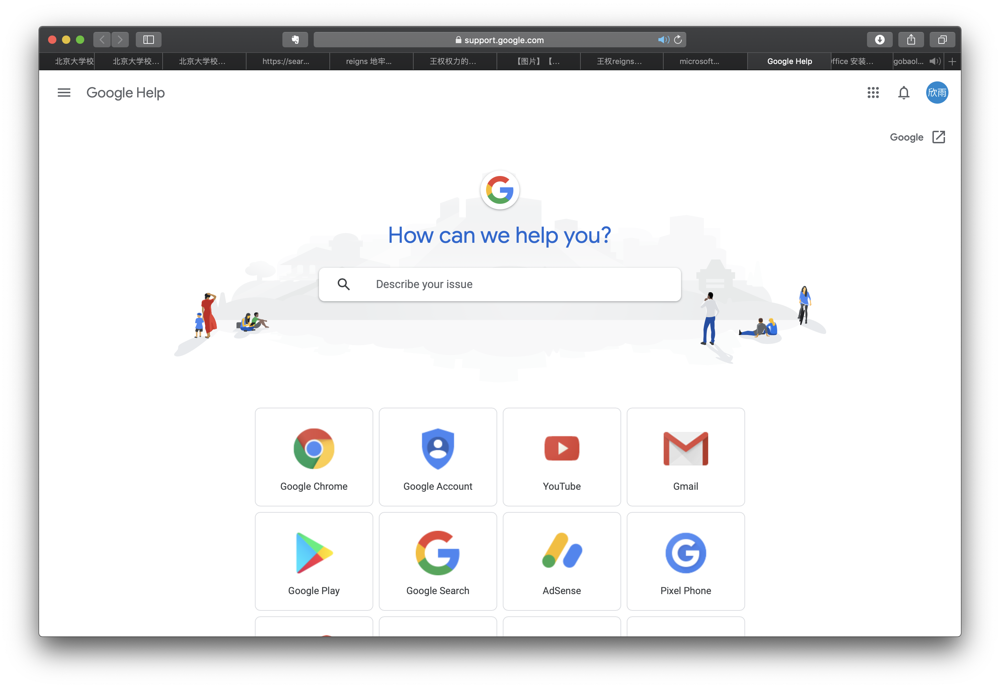 support.google.com
北京大学校
北京大学校...
北京大学校...
https://sear...
reigns 地牢...
王权权力的...
【图片】【...
王权reigns...
microsoft...
Google Help
ffice 安装...
gobaol...
Google Help
欣雨
Google
How can we help you?
Describe your issue
Google Chrome
Google Account
YouTube
Gmail
Google Play
Google Search
AdSense
Pixel Phone